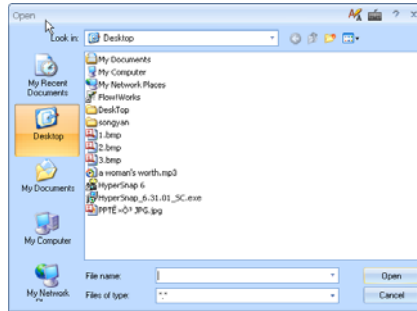 Open
Look in:
Desktop
My Recent
Documents
Desktop
My Documents
My Computer
My Network
My Documents
My Computer
My Network Places
Flow!Works
DeskTop
songyan
1.bmp
2.bmp
3.bmp
a woman's worth.mp3
HyperSnap 6
HyperSnap_6.31.01_SC.exe
File name:
Open
Files of type:
*.*
Cancel